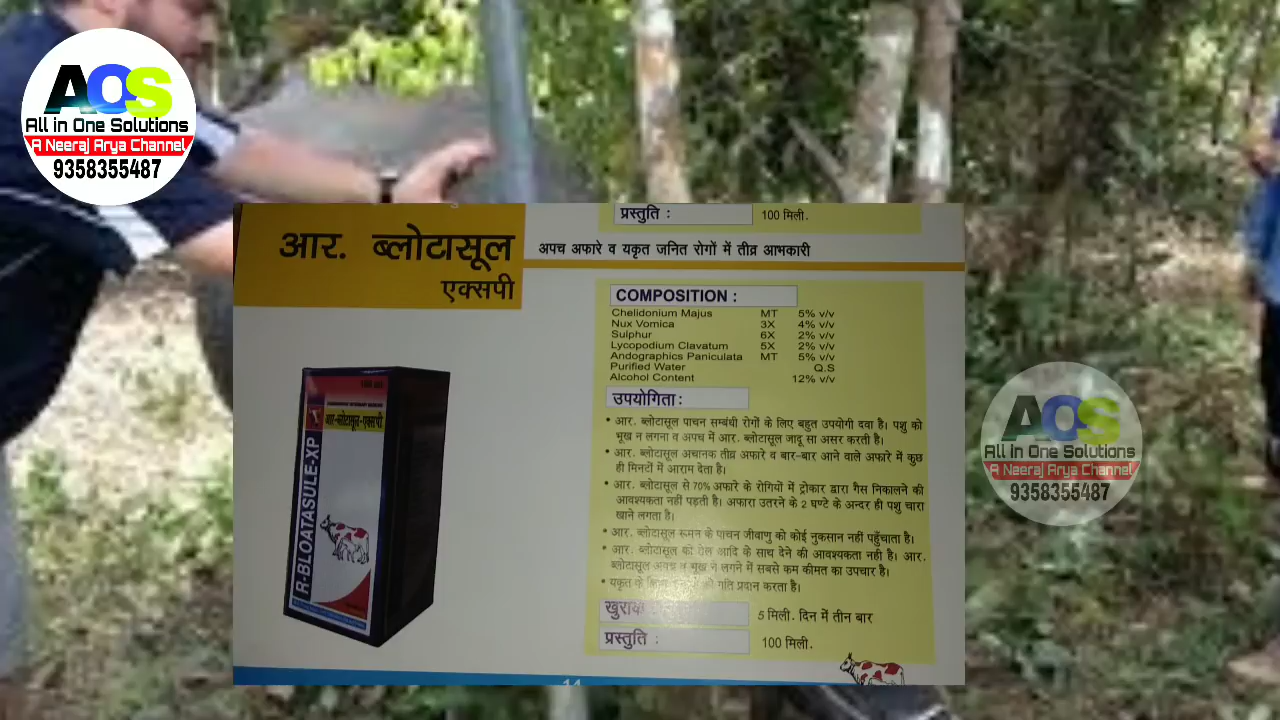 AOS
All in One Solutions
A Neeraj Arya Channel
9358355487
प्रस्तुति : 100 मिली.
आर. ब्लोटासूल
एक्सपी
अपच अफारे व यकृत जनित रोगों में तीव्र आभकारी
COMPOSITION :
Chelidonium Majus MT 5% v/v
Nux Vomica 3X 4% v/v
Sulphur 6X 2% v/v
Lycopodium Clavatum 5X 2% v/v
Andographics Paniculata MT 5% v/v
Purified Water Q.S
Alcohol Content 12% v/v
उपयोगिता :
• आर. ब्लोटासूल पाचन सम्बंधी रोगों के लिए बहुत उपयोगी दवा है। पशु को
भूख न लगना व अपच में आर. ब्लोटासूल जादू सा असर करती है।
• आर. ब्लोटासूल अचानक तीव्र अफारे व बार-बार आने वाले अफारे में कुछ
ही मिनटों में आराम देता है।
• आर. ब्लोटासूल से 70% अफारे के रोगियों में ट्रोकार द्वारा गैस निकालने की
आवश्यकता नहीं पड़ती है। अफारा उतरने के 2 घण्टे के अन्दर ही पशु चारा
खाने लगता है।
• आर. ब्लोटासूल रूमन के पाचन जीवाणु को कोई नुकसान नहीं पहुँचाता है।
• आर. ब्लोटासूल को तेल आदि के साथ देने की आवश्यकता नही है। आर.
ब्लोटासूल अपच व भूख न लगने में सबसे कम कीमत का उपचार है।
• यकृत के गति प्रदान करता है।
खुराक 5 मिली. दिन में तीन बार
प्रस्तुति : 100 मिली.
आर-ब्लोटासूल-एक्सपी
R-BLOATASULE-XP
AOS
All in One Solutions
A Neeraj Arya Channel
9358355487